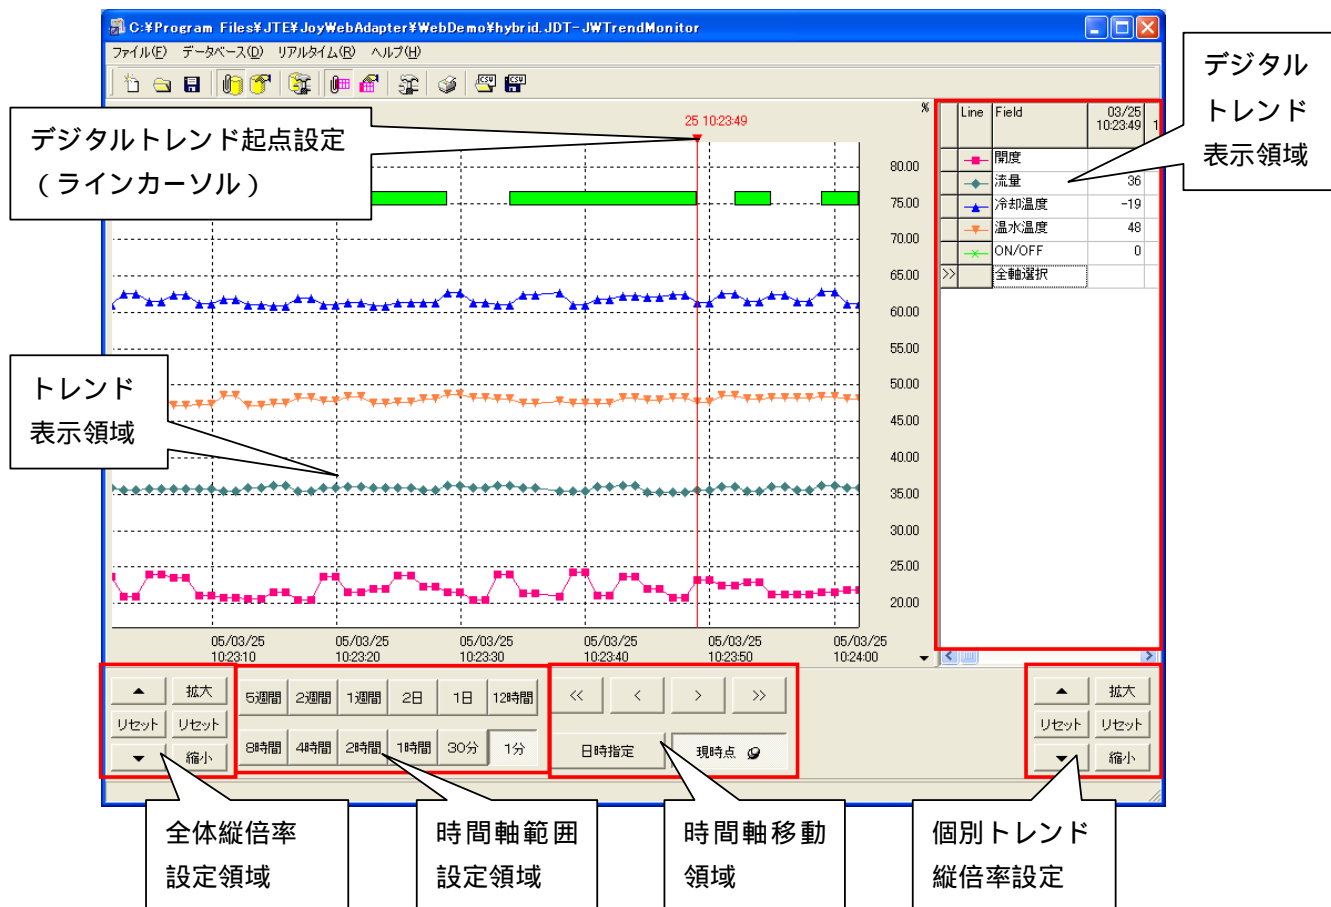 C:¥Program Files¥JTE¥JoyWebAdapter¥WebDemo¥hybrid.JDT-JWTrendMonitor
ファイル(F) データベース(D) リアルタイム(R) ヘルプ(H)
CSV CSV
デジタルトレンド起点設定
(ラインカーソル)
25 10:23:49
%
80.00
75.00
70.00
65.00
60.00
55.00
50.00
45.00
40.00
35.00
30.00
25.00
20.00
Line Field 03/25
10:23:49 1
開度
流量 36
冷却温度 -19
温水温度 48
ON/OFF 0
>> 全軸選択
デジタル
トレンド
表示領域
トレンド
表示領域
05/03/25 05/03/25 05/03/25 05/03/25 05/03/25 05/03/25
10:23:10 10:23:20 10:23:30 10:23:40 10:23:50 10:24:00
▲ 拡大
リセット リセット
▼ 縮小
5週間 2週間 1週間 2日 1日 12時間
8時間 4時間 2時間 1時間 30分 1分
<< < > >>
日時指定 現時点
▲ 拡大
リセット リセット
▼ 縮小
全体縦倍率
設定領域
時間軸範囲
設定領域
時間軸移動
領域
個別トレンド
縦倍率設定